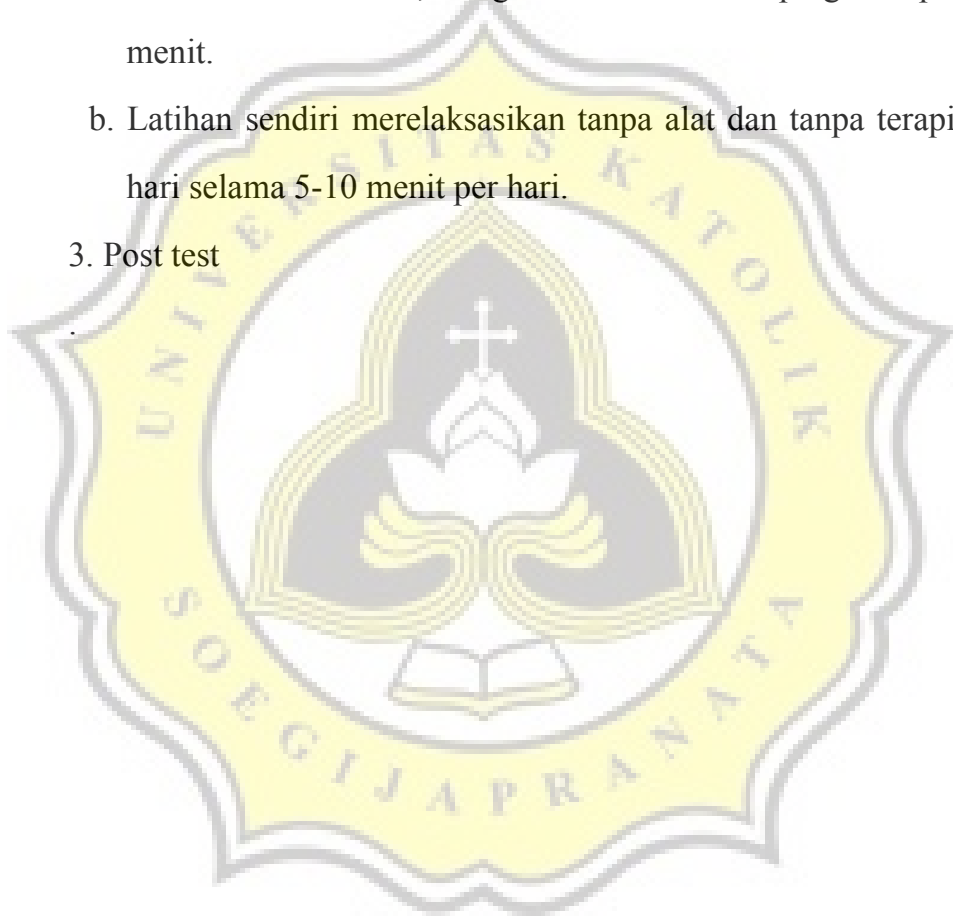 menit.
b. Latihan sendiri merelaksasikan tanpa alat dan tanpa terapi
hari selama 5-10 menit per hari.
3. Post test
.
UNIVERSITAS KATOLIK
SOEGIJAPRANATA